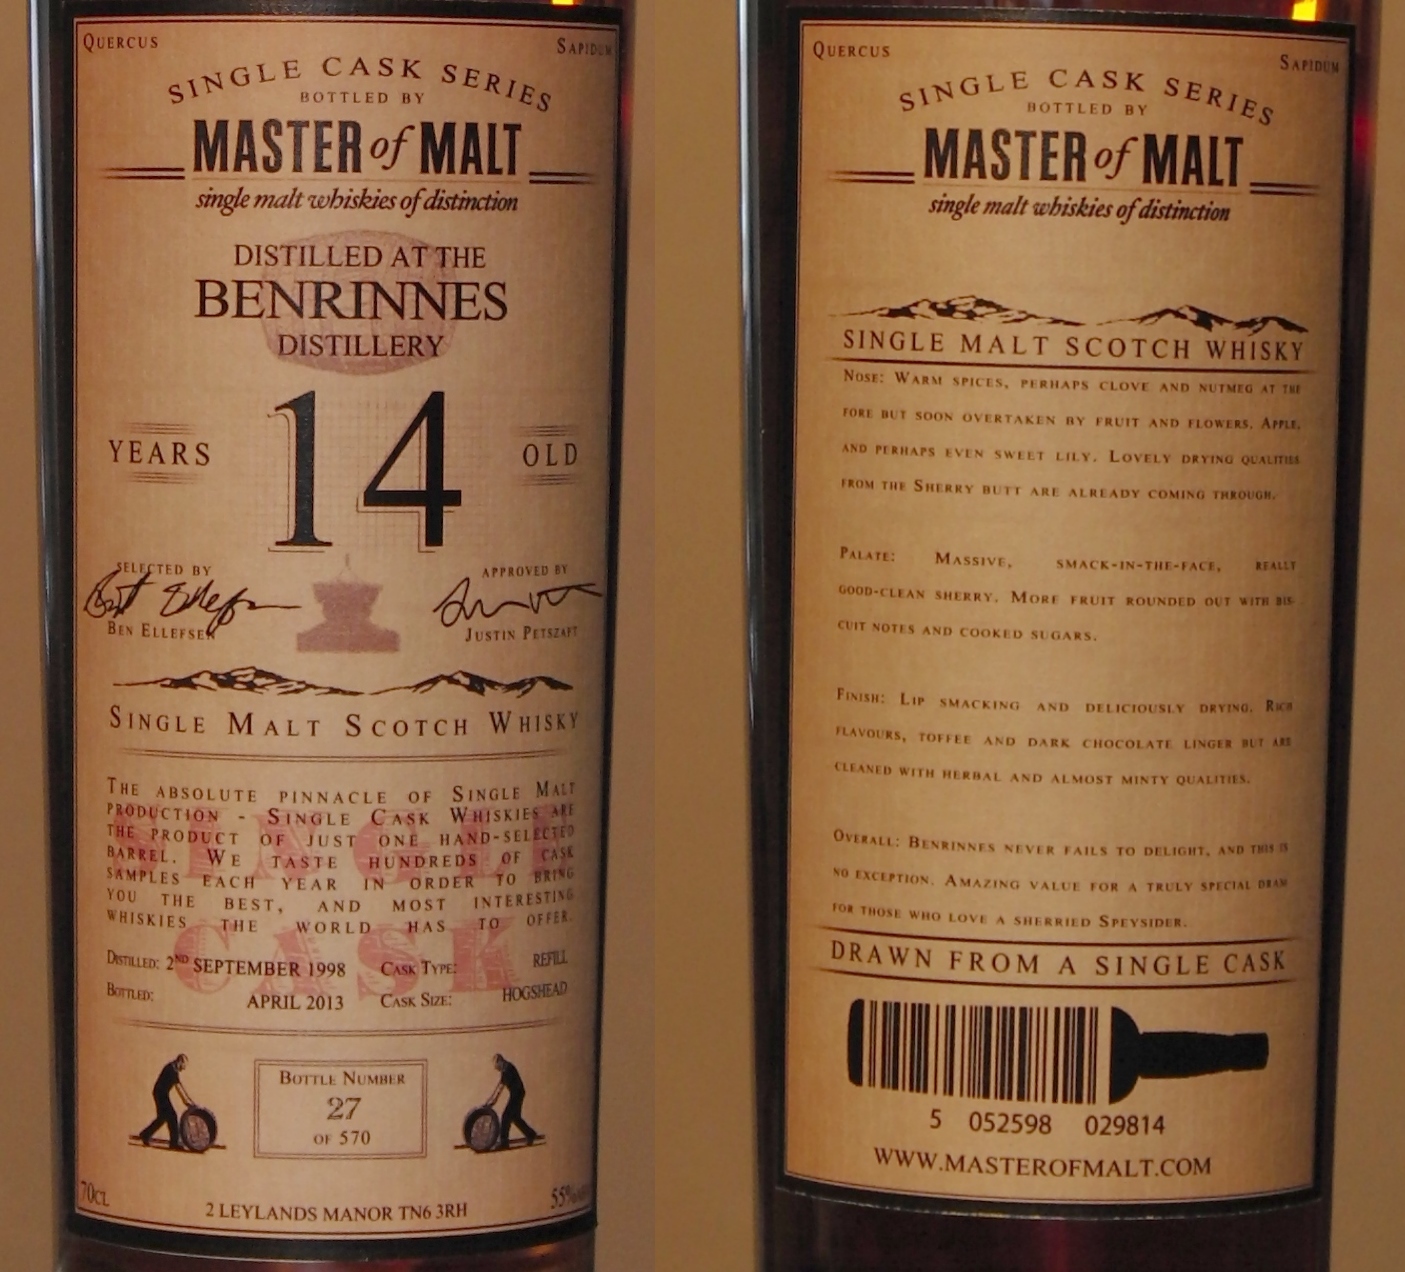 Quercus
Sapidum
SINGLE CASK SERIES
BOTTLED BY
MASTER of MALT
single malt whiskies of distinction
DISTILLED AT THE
BENRINNES
DISTILLERY
YEARS 14 OLD
SELECTED BY
APPROVED BY
Ben Ellefsen
Justin Petszaft
Single Malt Scotch Whisky
SINGLE
CASK
The absolute pinnacle of Single Malt
production - Single Cask Whiskies are
the product of just one hand-selected
barrel. We taste hundreds of cask
samples each year in order to bring
you the best, and most interesting
whiskies the world has to offer.
Distilled: 2ND SEPTEMBER 1998 Cask Type: REFILL
Bottled: APRIL 2013 Cask Size: HOGSHEAD
Bottle Number
27
of 570
70cl
55%
2 LEYLANDS MANOR TN6 3RH
Quercus
Sapidum
SINGLE CASK SERIES
BOTTLED BY
MASTER of MALT
single malt whiskies of distinction
SINGLE MALT SCOTCH WHISKY
Nose: Warm spices, perhaps clove and nutmeg at the
fore but soon overtaken by fruit and flowers. Apple,
and perhaps even sweet lily. Lovely drying qualities
from the Sherry butt are already coming through.
Palate: Massive, smack-in-the-face, really
good-clean sherry. More fruit rounded out with bis-
cuit notes and cooked sugars.
Finish: Lip smacking and deliciously drying. Rich
flavours, toffee and dark chocolate linger but are
cleaned with herbal and almost minty qualities.
Overall: Benrinnes never fails to delight, and this is
no exception. Amazing value for a truly special dram
for those who love a sherried Speysider.
DRAWN FROM A SINGLE CASK
5 052598 029814
WWW.MASTEROFMALT.COM